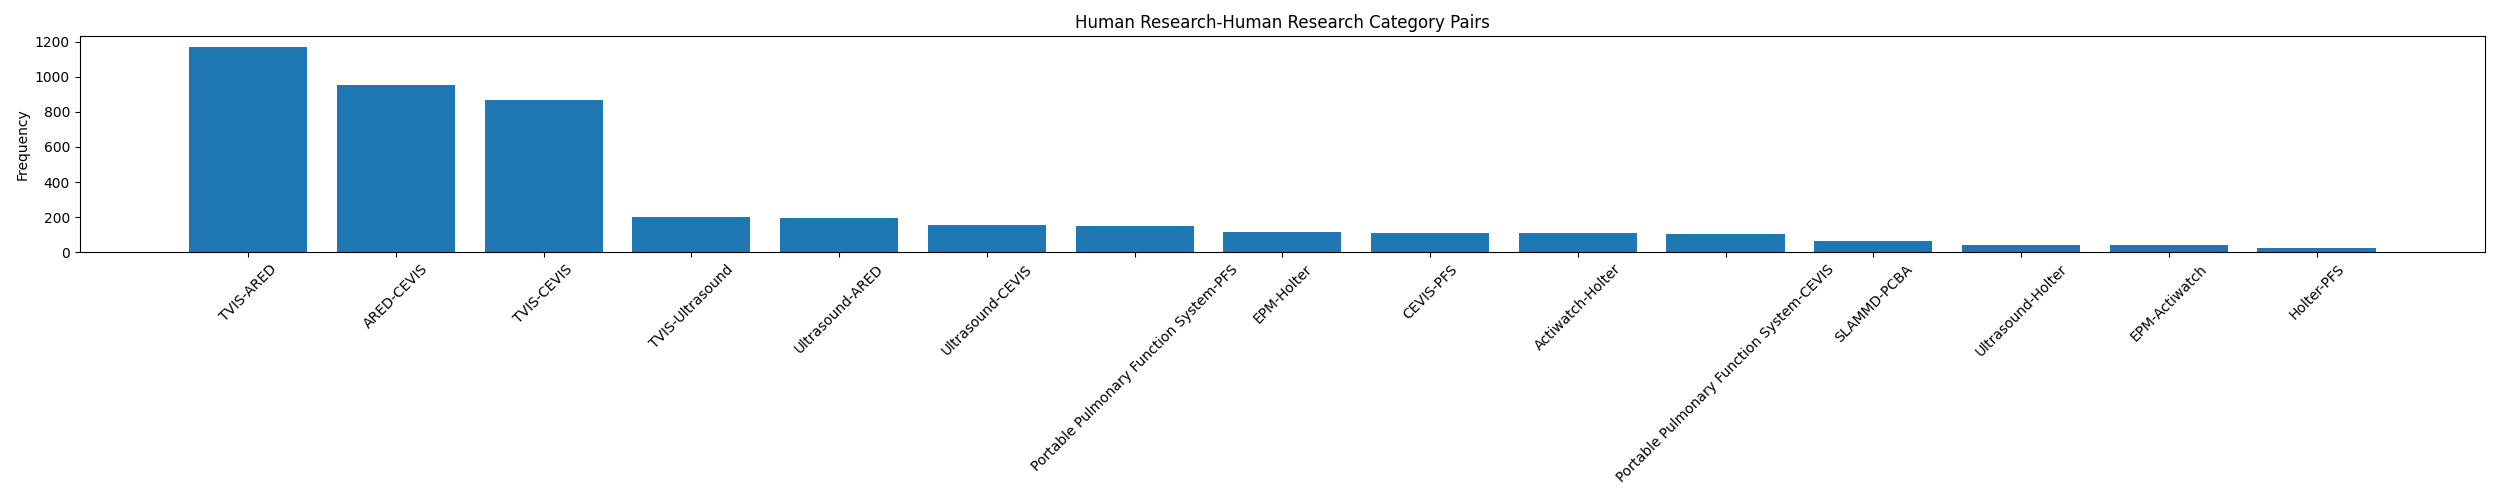 Human Research-Human Research Category Pairs
Frequency
1200
1000
800
600
400
200
0
TVIS-ARED
ARED-CEVIS
TVIS-CEVIS
TVIS-Ultrasound
Ultrasound-ARED
Ultrasound-CEVIS
Portable Pulmonary Function System-PFS
EPM-Holter
CEVIS-PFS
Actiwatch-Holter
Portable Pulmonary Function System-CEVIS
SLAMMD-PCBA
Ultrasound-Holter
EPM-Actiwatch
Holter-PFS